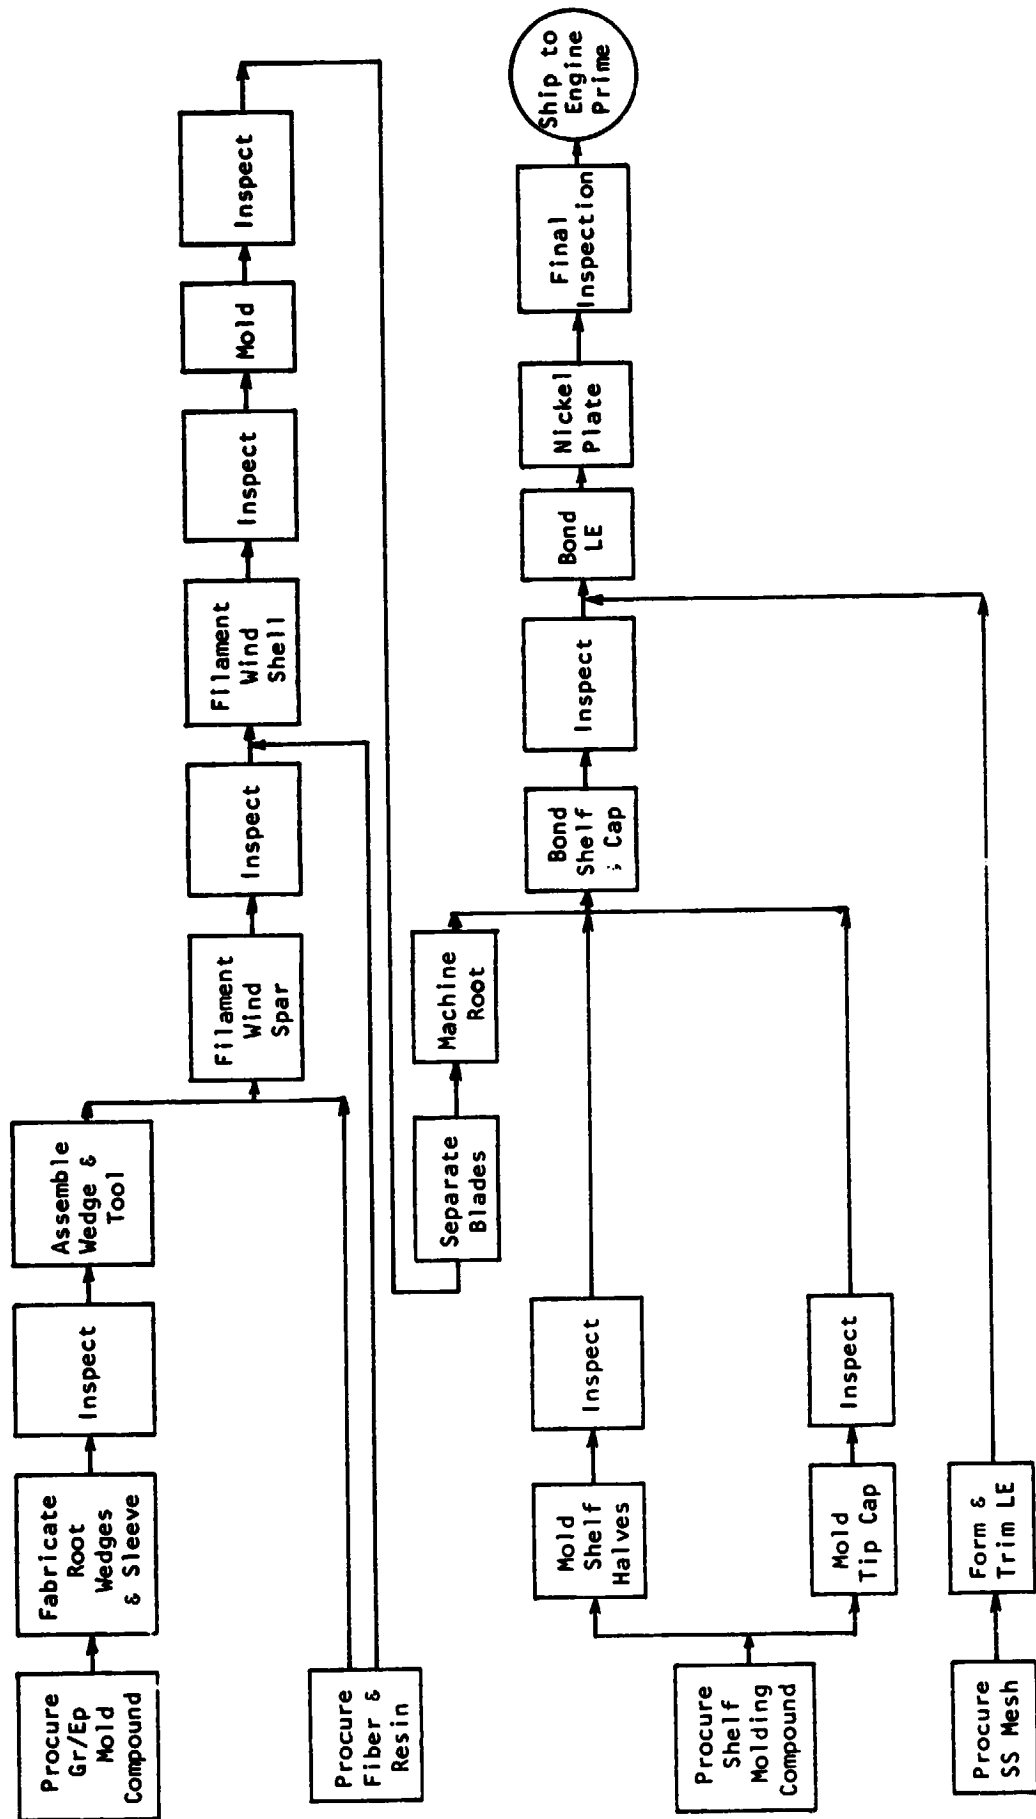 Procure
Gr/Ep
Mold
Compound
Fabricate
Root
Wedges
& Sleeve
Inspect
Assemble
Wedge &
Tool
Procure
Fiber &
Resin
Filament
Wind
Spar
Inspect
Filament
Wind
Shell
Inspect
Mold
Inspect
Separate
Blades
Machine
Root
Procure
Shelf
Molding
Compound
Mold
Shelf
Halves
Inspect
Mold
Tip Cap
Inspect
Bond
Shelf
Cap
Inspect
Procure
SS Mesh
Form &
Trim LE
Bond
LE
Nickel
Plate
Final
Inspection
Ship to
Engine
Prime